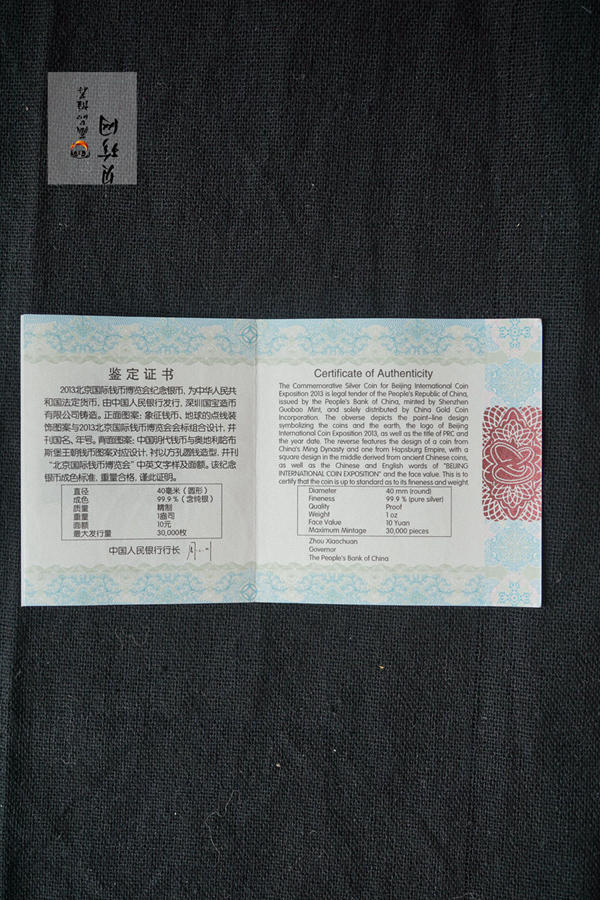 贝珍网
鉴定证书
2013北京国际钱币博览会纪念银币,为中华人民共
和国法定货币,由中国人民银行发行,深圳国宝造币
有限公司铸造。正面图案:象征钱币、地球的点线装
饰图案与2013北京国际钱币博览会会标组合设计,并
刊国名、年号。背面图案:中国明代钱币与奥地利哈布
斯堡王朝钱币图案对应设计,衬以方孔圆钱造型,并刊
“北京国际钱币博览会”中英文字样及面额。该纪念
银币成色标准,重量合格,谨此证明。
直径 40毫米(圆形)
成色 99.9%(含纯银)
质量 精制
重量 1盎司
面额 10元
最大发行量 30,000枚
中国人民银行行长
Certificate of Authenticity
The Commemorative Silver Coin for Beijing International Coin
Exposition 2013 is legal tender of the People's Republic of China,
issued by the People's Bank of China, minted by Shenzhen
Guobao Mint, and solely distributed by China Gold Coin
Incorporation. The obverse depicts the point-line design
symbolizing the coins and the earth, the logo of Beijing
International Coin Exposition 2013, as well as the title of PRC and
the year date. The reverse features the design of a coin from
China's Ming Dynasty and one from Hapsburg Empire, with a
square design in the middle derived from ancient Chinese coins,
as well as the Chinese and English words of "BEIJING
INTERNATIONAL COIN EXPOSITION" and the face value. This is to
certify that the coin is up to standard as to its fineness and weight.
Diameter 40 mm (round)
Fineness 99.9 % (pure silver)
Quality Proof
Weight 1 oz
Face Value 10 Yuan
Maximum Mintage 30,000 pieces
Zhou Xiaochuan
Governor
The People's Bank of China